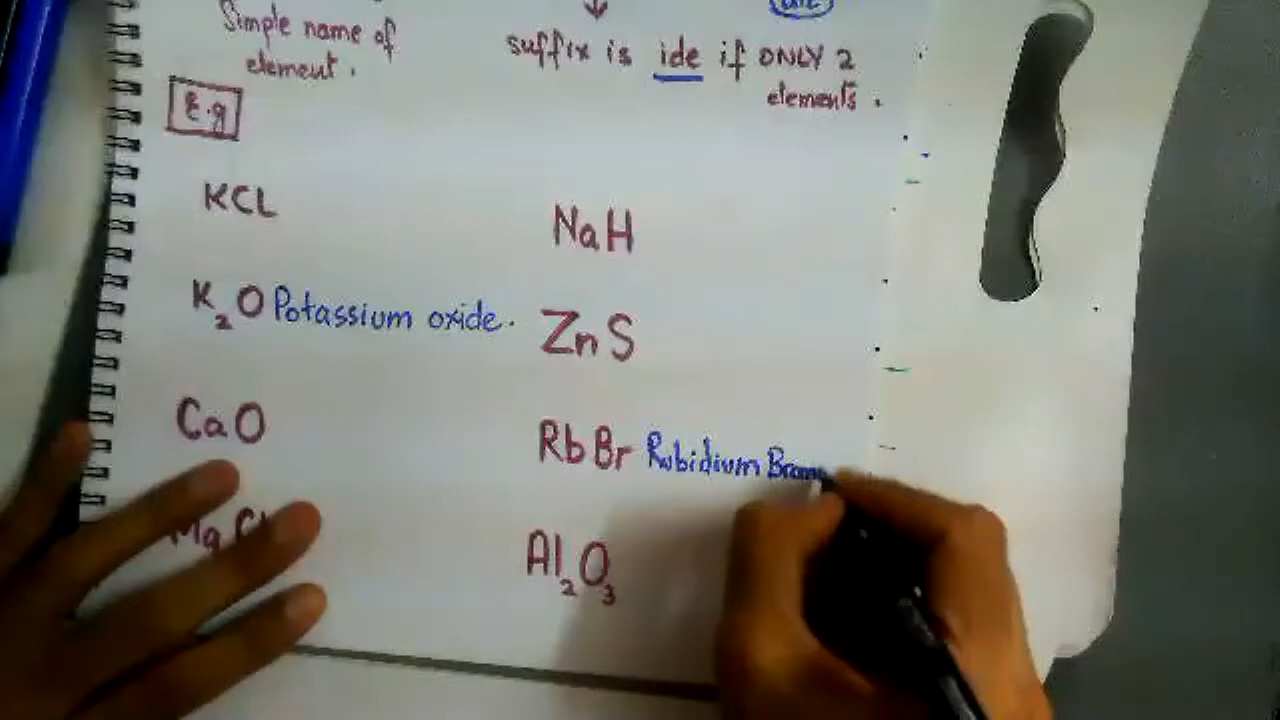 Simple name of
element.
suffix is ide if ONLY 2
elements.
E.g
KCL
NaH
K₂O Potassium oxide.
ZnS
CaO
RbBr Rubidium Brom
Al₂O₃